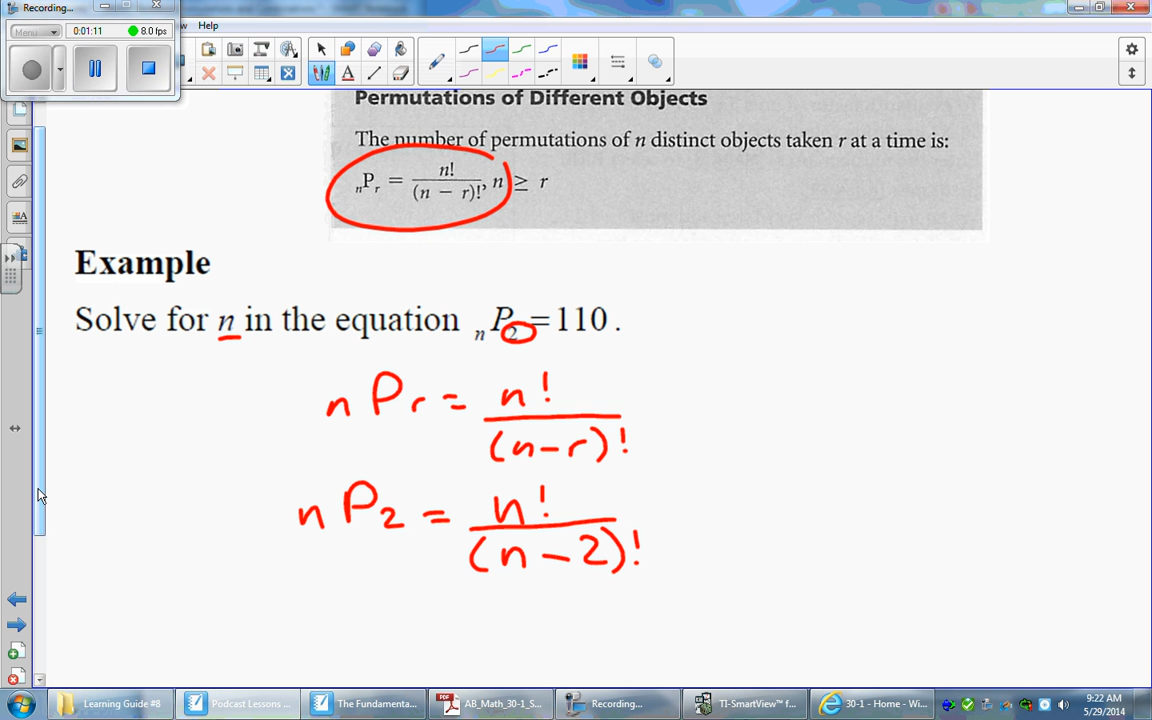 Recording...
Menu
0:01:11
8.0 fps
Help
Permutations of Different Objects
The number of permutations of n distinct objects taken r at a time is:
nPr = n!/(n − r)!, n ≥ r
Example
Solve for n in the equation nP2 = 110 .
nPr = n!/(n-r)!
nP2 = n!/(n-2)!
Learning Guide #8
Podcast Lessons ...
The Fundamenta...
AB_Math_30-1_S...
Recording...
TI-SmartView™ f...
30-1 - Home - Wi...
9:22 AM
5/29/2014